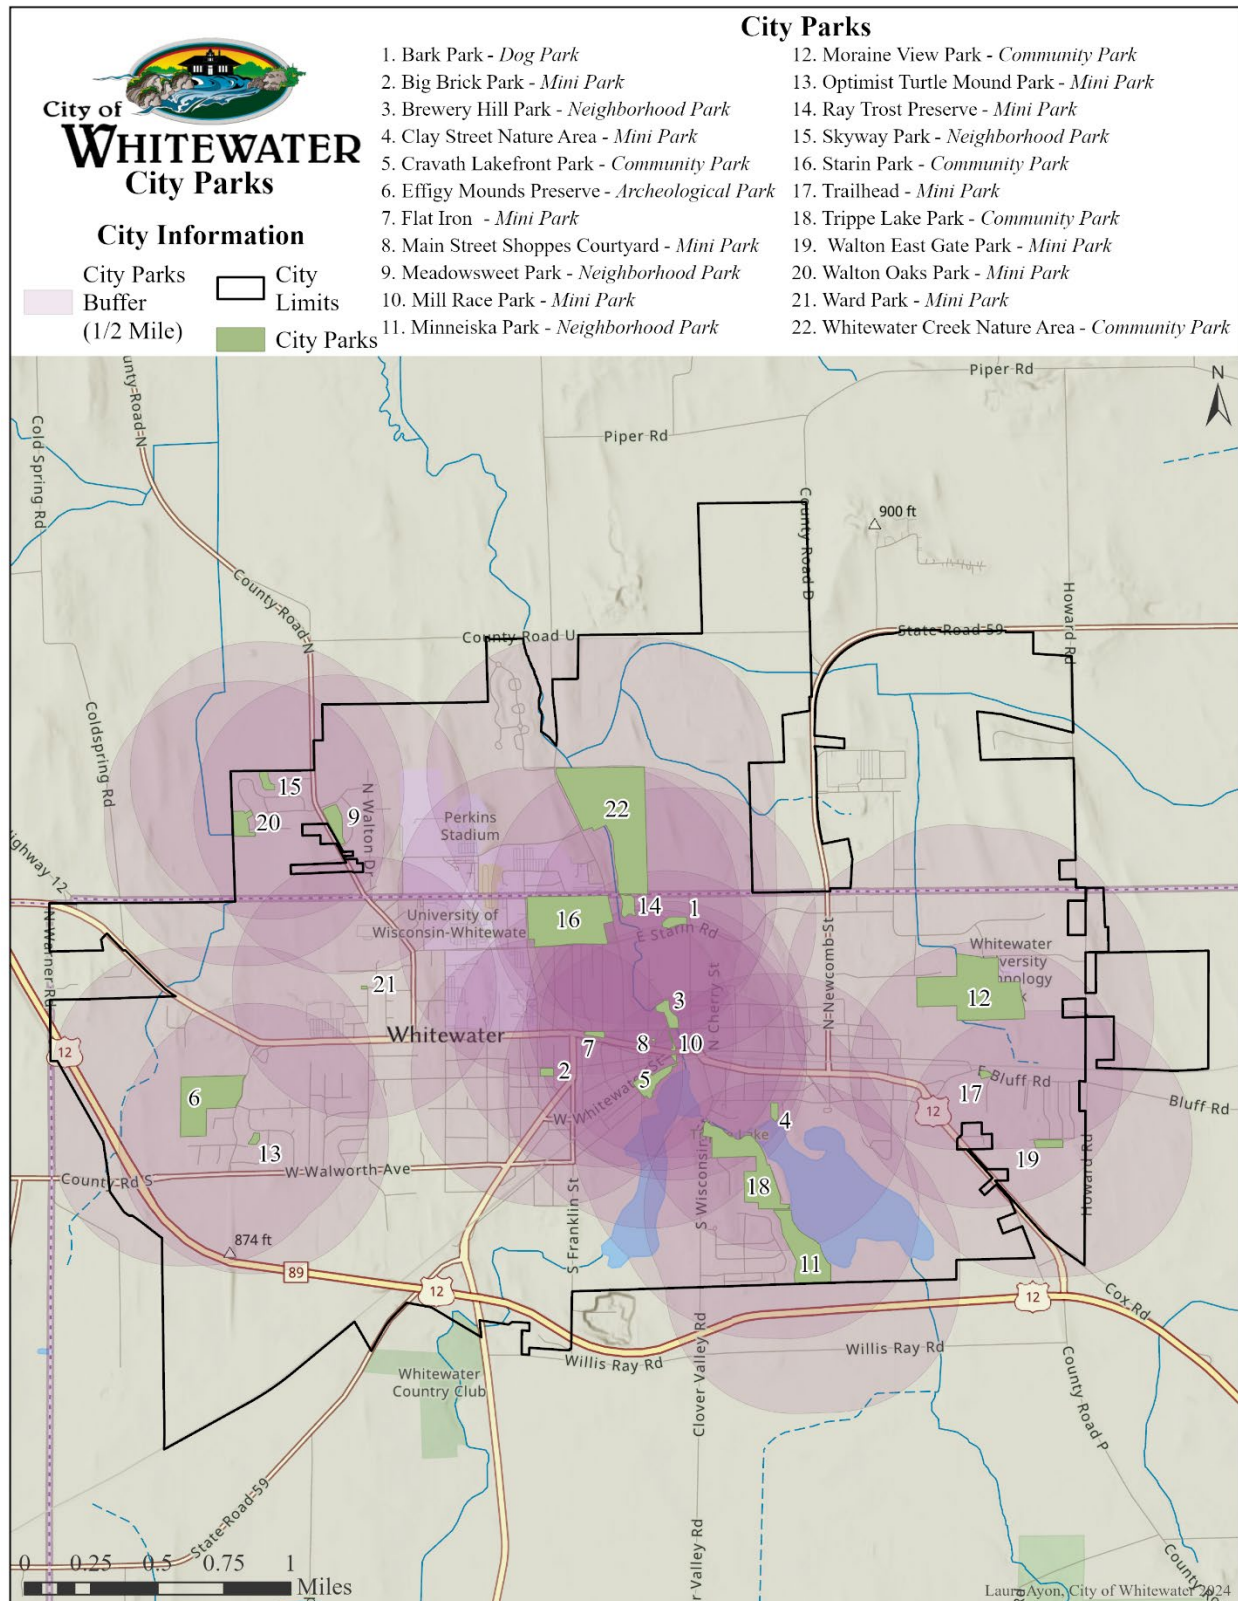 City of
WHITEWATER
City Parks
City Information
City Parks
Buffer
(1/2 Mile)
City
Limits
City Parks
City Parks
1. Bark Park - Dog Park
2. Big Brick Park - Mini Park
3. Brewery Hill Park - Neighborhood Park
4. Clay Street Nature Area - Mini Park
5. Cravath Lakefront Park - Community Park
6. Effigy Mounds Preserve - Archeological Park
7. Flat Iron - Mini Park
8. Main Street Shoppes Courtyard - Mini Park
9. Meadowsweet Park - Neighborhood Park
10. Mill Race Park - Mini Park
11. Minneiska Park - Neighborhood Park
12. Moraine View Park - Community Park
13. Optimist Turtle Mound Park - Mini Park
14. Ray Trost Preserve - Mini Park
15. Skyway Park - Neighborhood Park
16. Starin Park - Community Park
17. Trailhead - Mini Park
18. Trippe Lake Park - Community Park
19. Walton East Gate Park - Mini Park
20. Walton Oaks Park - Mini Park
21. Ward Park - Mini Park
22. Whitewater Creek Nature Area - Community Park
N
Piper Rd
Piper Rd
County Road N
Cold Spring Rd
County Road D
900 ft
County Road N
Howard Rd
County Road U
State Road 59
Coldspring Rd
15
20
9
N Walton Dr
Perkins
Stadium
22
Highway 12
University of
Wisconsin-Whitewate
16
14
1
E Starin Rd
N Warner Rd
Whitewater
12
21
N Cherry St
N Newcomb St
3
Whitewater
12
7
8
10
2
5
W Whitewater St
6
4
12
17
E Bluff Rd
Bluff Rd
13
19
W Walworth Ave
County Rd S
S Franklin St
S Wisconsin
Lake
18
11
Howard Rd
874 ft
89
12
12
Cox Rd
Willis Ray Rd
Willis Ray Rd
Clover Valley Rd
Whitewater
Country Club
County Road P
State Road 59
r Valley Rd
County Ro
0 0.25 0.5 0.75 1
Miles
Laura Ayon, City of Whitewater 2024